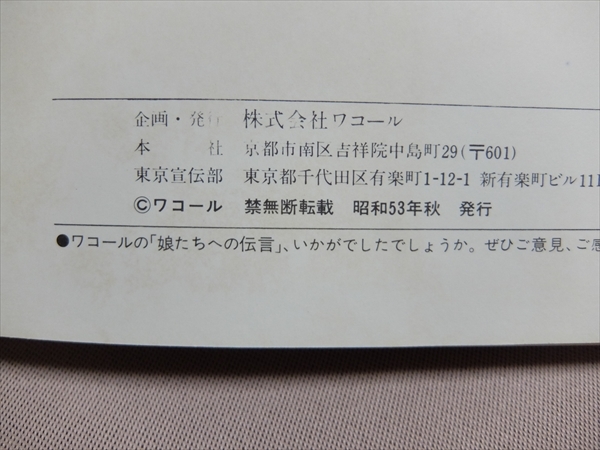 企画・発行 株式会社ワコール
本 社 京都市南区吉祥院中島町29(〒601)
東京宣伝部 東京都千代田区有楽町1-12-1 新有楽町ビル11
©ワコール 禁無断転載 昭和53年秋 発行
●ワコールの「娘たちへの伝言」、いかがでしたでしょうか。ぜひご意見、ご感